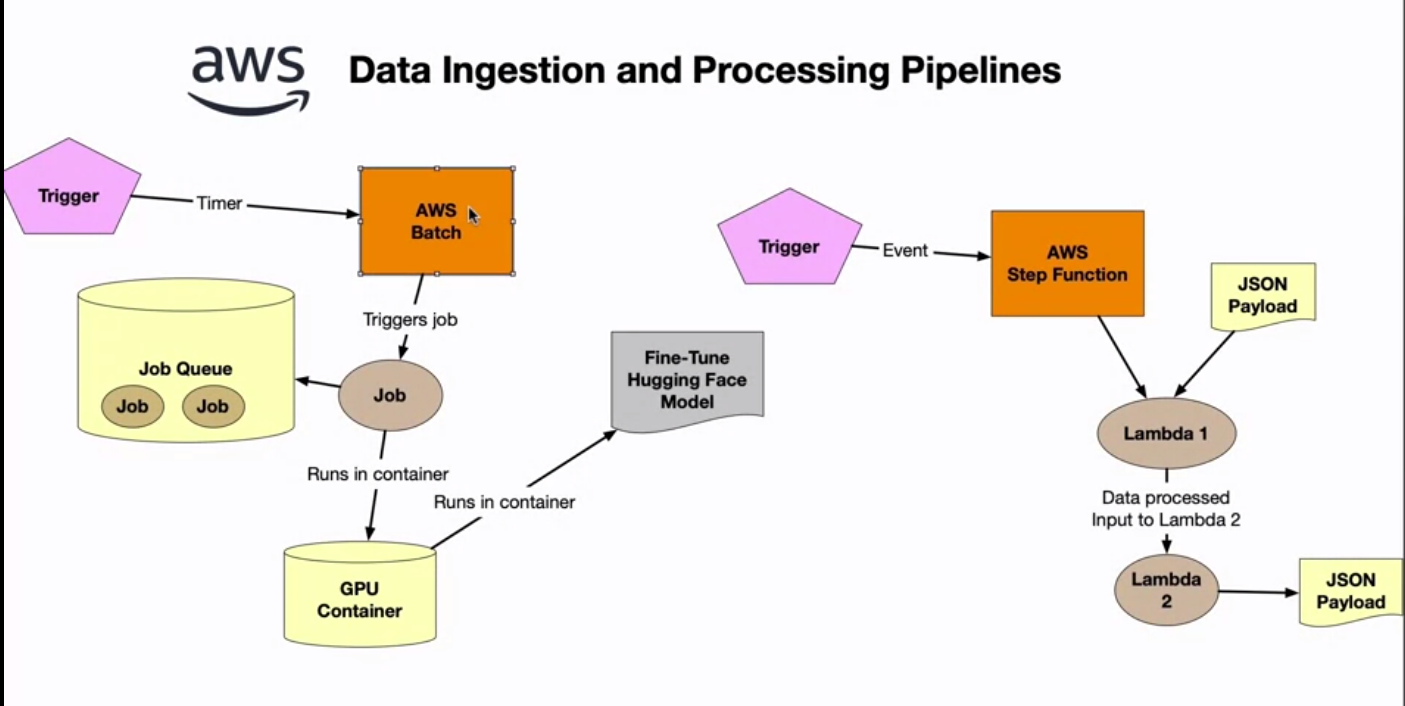 aws
Data Ingestion and Processing Pipelines
Trigger
Timer
AWS
Batch
Triggers job
Job Queue
Job
Job
Job
Runs in container
Runs in container
Fine-Tune
Hugging Face
Model
GPU
Container
Trigger
Event
AWS
Step Function
JSON
Payload
Lambda 1
Data processed
Input to Lambda 2
Lambda
2
JSON
Payload